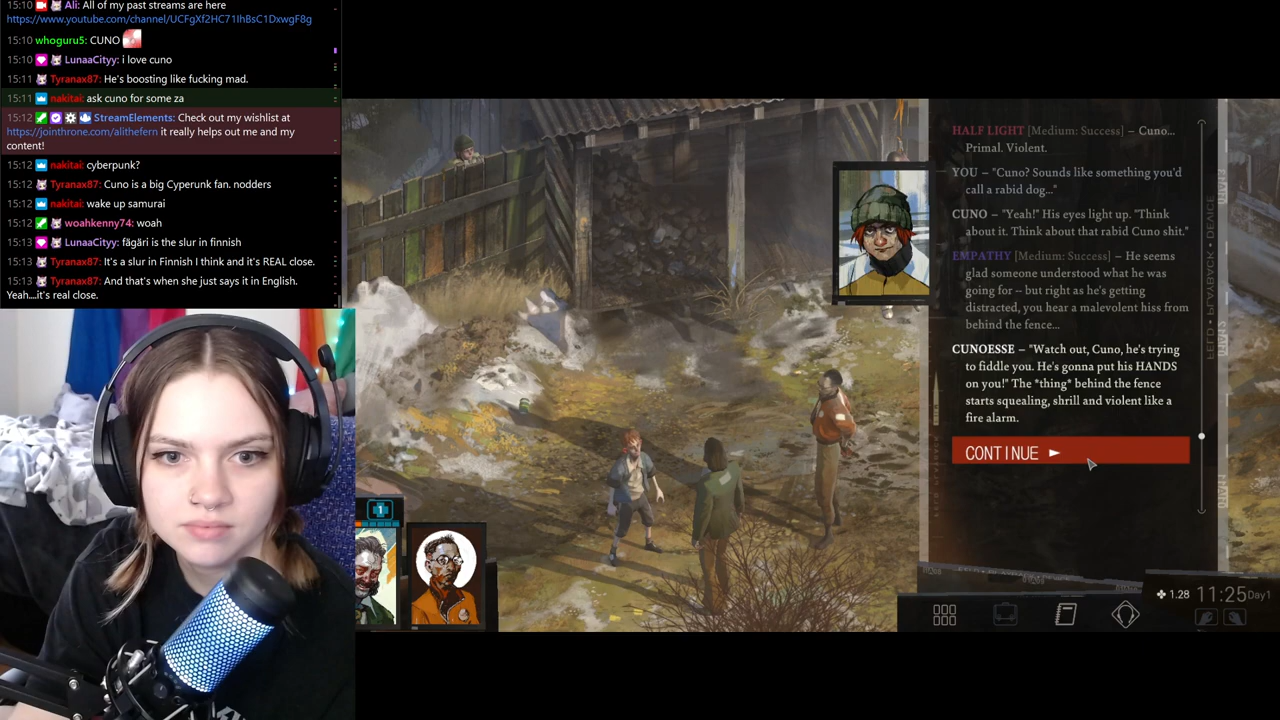 15:10 Ali: All of my past streams are here
https://www.youtube.com/channel/UCFgXf2HC71IhBsC1DxwgF8g
15:10 whoguru5: CUNO
15:10 LunaaCityy: i love cuno
15:11 Tyranax87: He's boosting like fucking mad.
15:11 nakitai: ask cuno for some za
15:12 StreamElements: Check out my wishlist at
https://jointhrone.com/alithefern it really helps out me and my
content!
15:12 nakitai: cyberpunk?
15:12 Tyranax87: Cuno is a big Cyperunk fan. nodders
15:12 nakitai: wake up samurai
15:12 woahkenny74: woah
15:13 LunaaCityy: fägäri is the slur in finnish
15:13 Tyranax87: It's a slur in Finnish I think and it's REAL close.
15:13 Tyranax87: And that's when she just says it in English.
Yeah....it's real close.
HALF LIGHT [Medium: Success] – Cuno...
Primal. Violent.
YOU – "Cuno? Sounds like something you'd
call a rabid dog..."
CUNO – "Yeah!" His eyes light up. "Think
about it. Think about that rabid Cuno shit."
EMPATHY [Medium: Success] – He seems
glad someone understood what he was
going for – but right as he's getting
distracted, you hear a malevolent hiss from
behind the fence...
CUNOESSE – "Watch out, Cuno, he's trying
to fiddle you. He's gonna put his HANDS
on you!" The *thing* behind the fence
starts squealing, shrill and violent like a
fire alarm.
CONTINUE ►
FELD • PLAYBACK • DEVICE
1
1.28 11:25 Day1